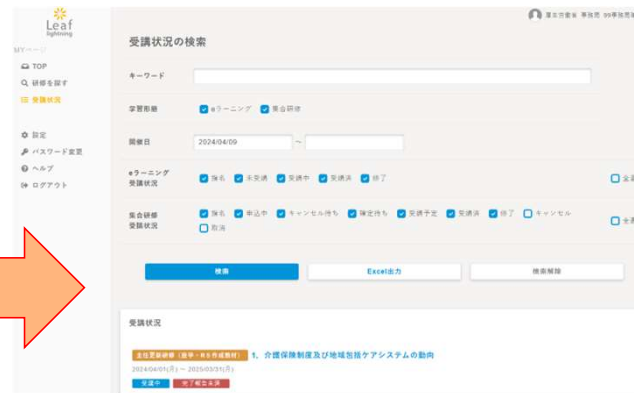 Leaf
lightning
MYページ
TOP
研修を探す
受講状況
設定
パスワード変更
ヘルプ
ログアウト
受講状況の検索
キーワード
学習形態 eラーニング 集合研修
開催日 2024/04/09 ～
eラーニング
受講状況
指名 未受講 受講中 受講済 修了
集合研修
受講状況
指名 申込中 キャンセル待ち 確定待ち 受講予定 受講済 修了 キャンセル
取消
検索 Excel出力 検索解除
受講状況
1. 介護保険制度及び地域包括ケアシステムの動向
2024/04/01(月) ～ 2025/03/31(月)
受講中